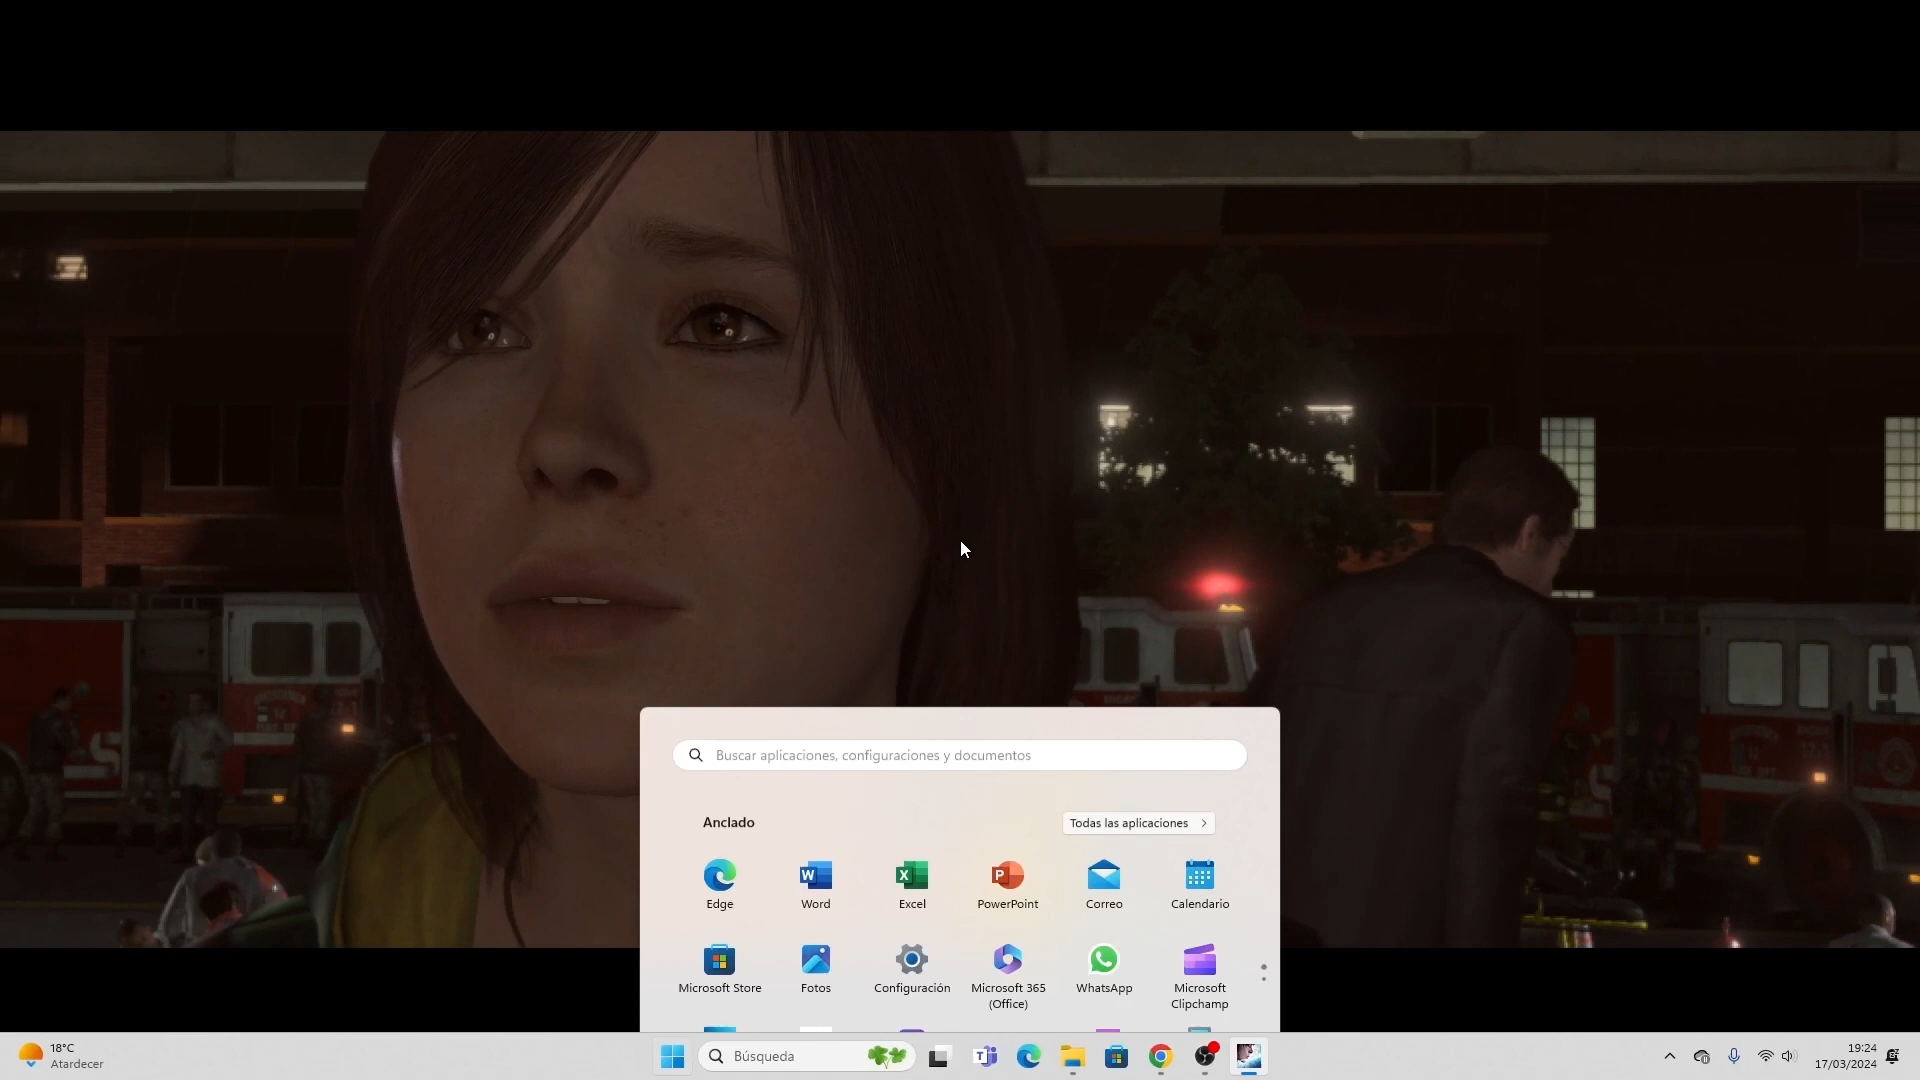 Buscar aplicaciones, configuraciones y documentos
Anclado
Todas las aplicaciones
Edge
Word
Excel
PowerPoint
Correo
Calendario
Microsoft Store
Fotos
Configuración
Microsoft 365
(Office)
WhatsApp
Microsoft
Clipchamp
18°C
Atardecer
Búsqueda
19:24
17/03/2024